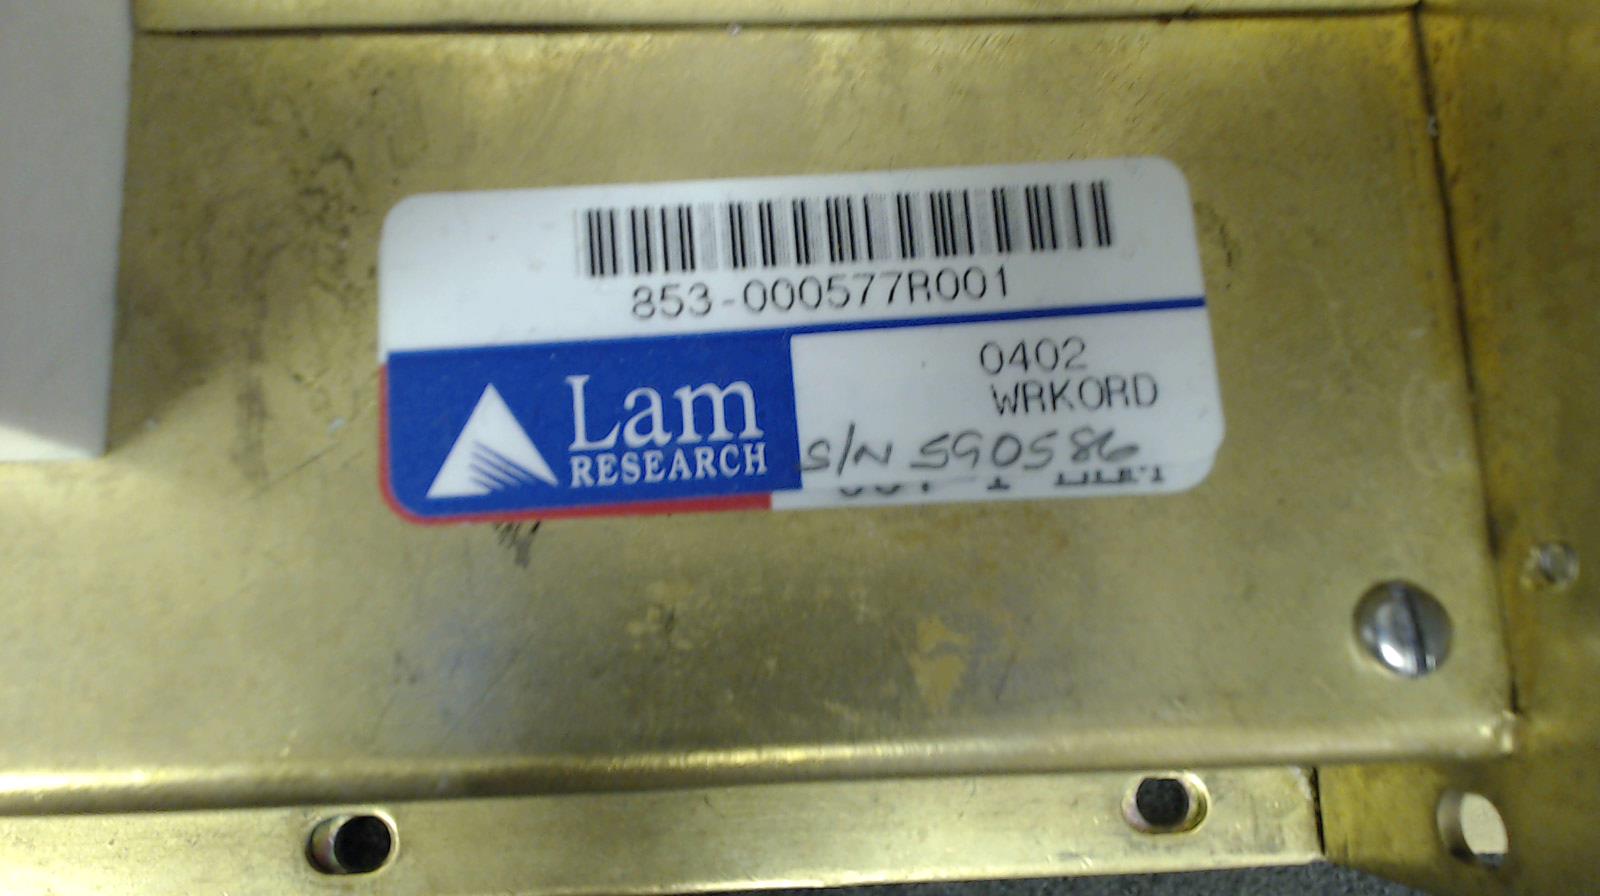 853-000577R001
0402
WRKORD
Lam
RESEARCH
S/N 590586